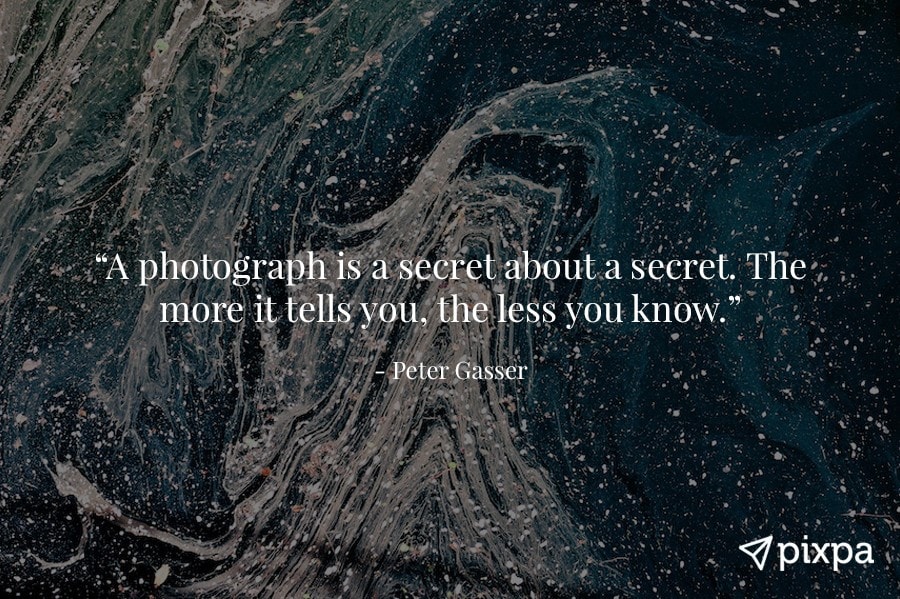 “A photograph is a secret about a secret. The
more it tells you, the less you know.”
- Peter Gasser
pixpa